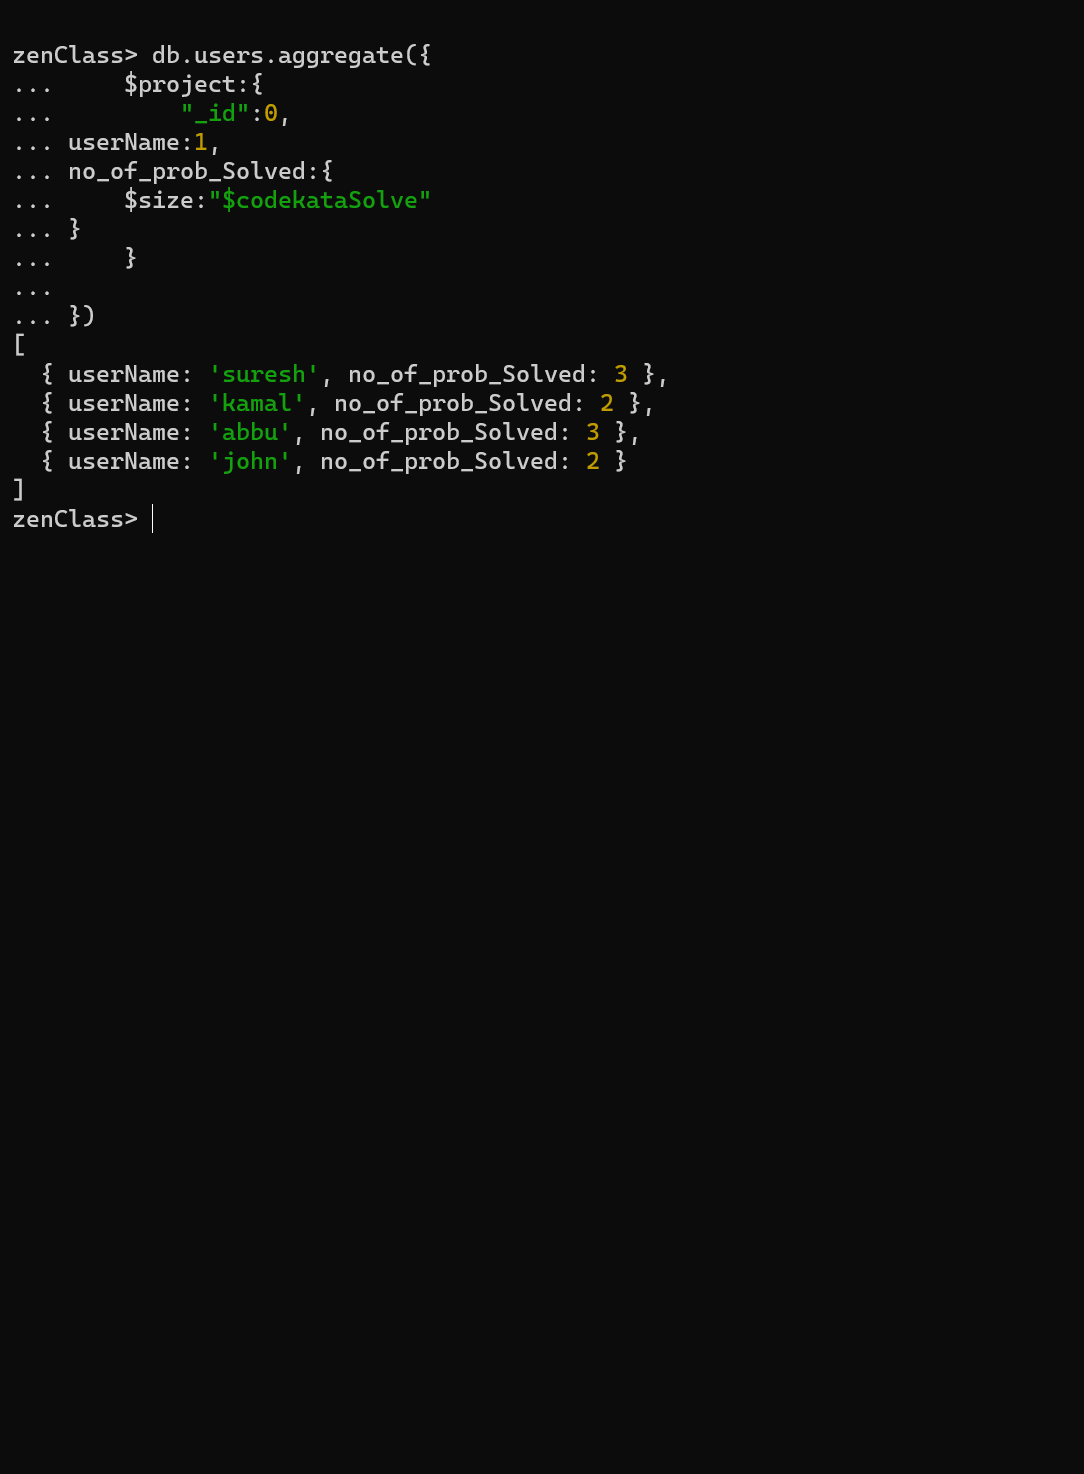 zenClass> db.users.aggregate({
...     $project:{
...         "_id":0,
... userName:1,
... no_of_prob_Solved:{
...     $size:"$codekataSolve"
... }
...     }
...
... })
[
  { userName: 'suresh', no_of_prob_Solved: 3 },
  { userName: 'kamal', no_of_prob_Solved: 2 },
  { userName: 'abbu', no_of_prob_Solved: 3 },
  { userName: 'john', no_of_prob_Solved: 2 }
]
zenClass>